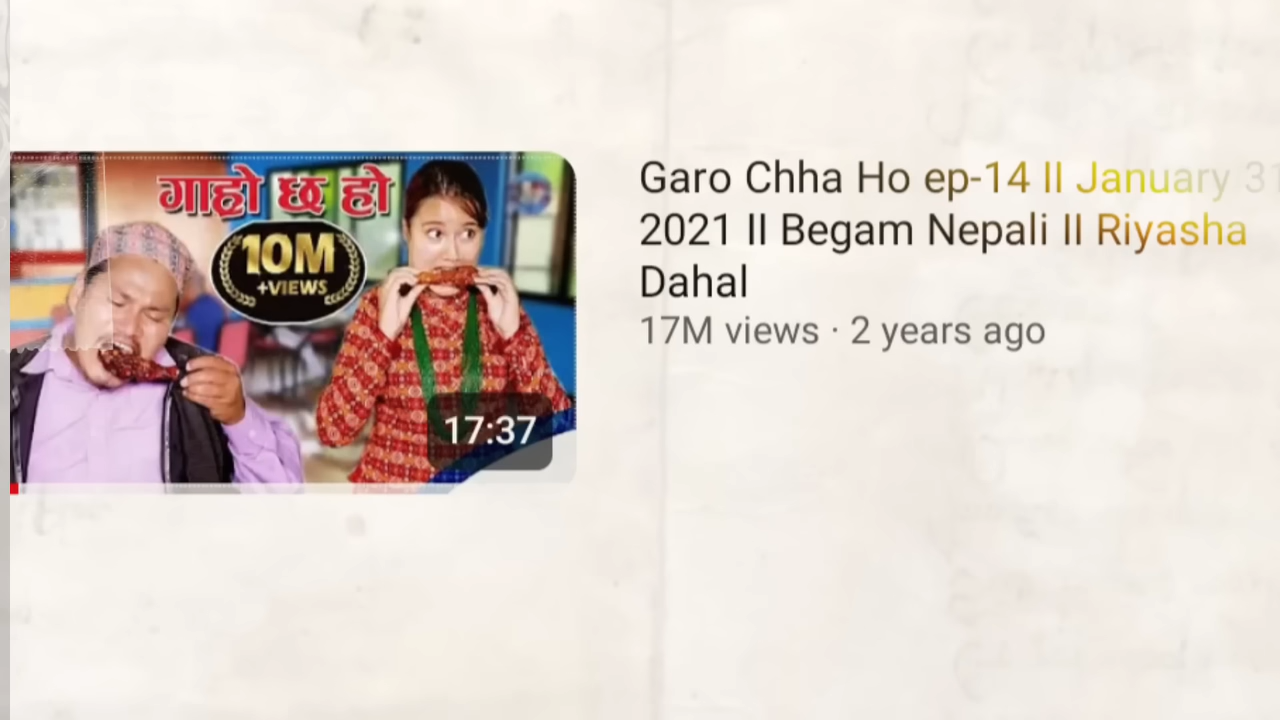 गाह्रो छ हो
10M
+VIEWS
17:37
Garo Chha Ho ep-14 II January 31
2021 II Begam Nepali II Riyasha
Dahal
17M views · 2 years ago